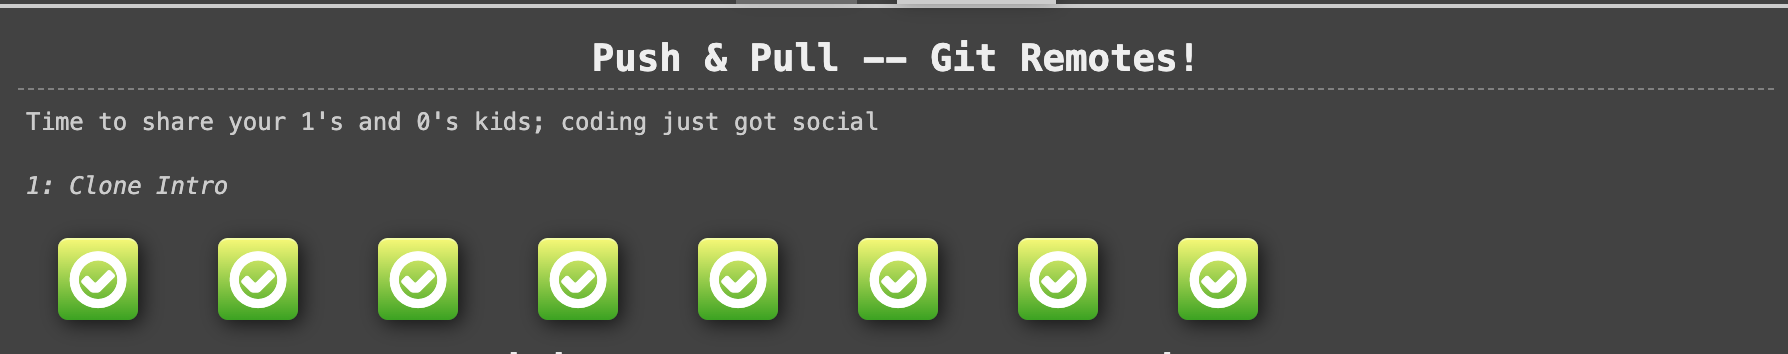 Push & Pull -- Git Remotes!
Time to share your 1's and 0's kids; coding just got social
1: Clone Intro